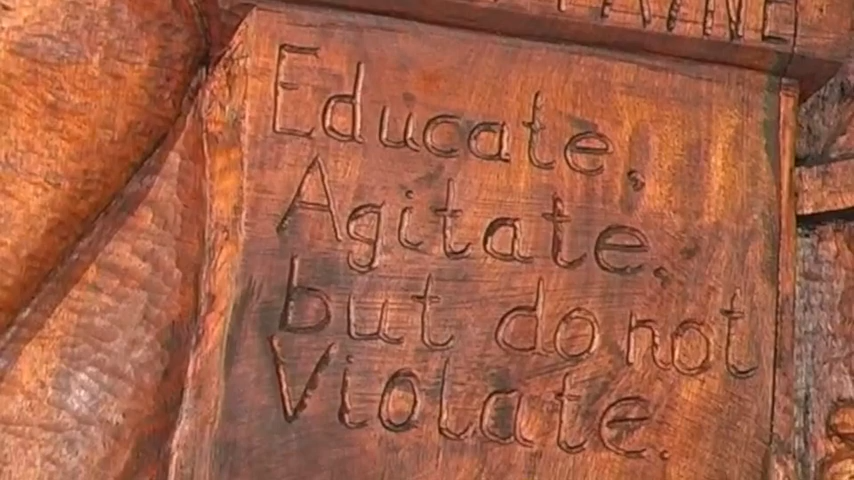 Educate,
Agitate,
but do not
Violate.